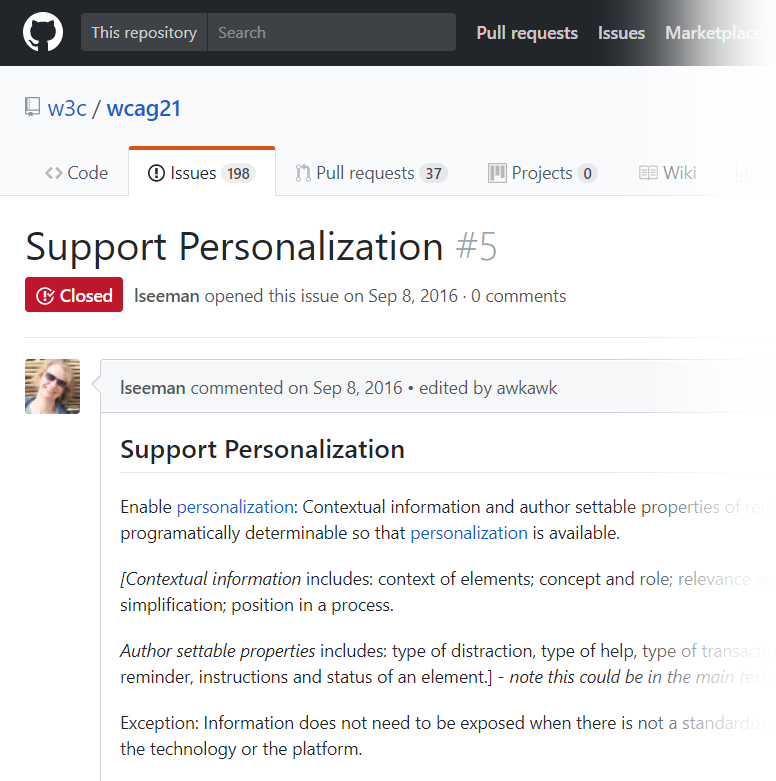 This repository Search Pull requests Issues Marketplace
w3c / wcag21
Code Issues 198 Pull requests 37 Projects 0 Wiki
Support Personalization #5
Closed lseeman opened this issue on Sep 8, 2016 · 0 comments
lseeman commented on Sep 8, 2016 • edited by awkawk
Support Personalization
Enable personalization: Contextual information and author settable properties of
programatically determinable so that personalization is available.
[Contextual information includes: context of elements; concept and role; relevance
simplification; position in a process.
Author settable properties includes: type of distraction, type of help, type of
reminder, instructions and status of an element.] - note this could be in the main text
Exception: Information does not need to be exposed when there is not a
the technology or the platform.